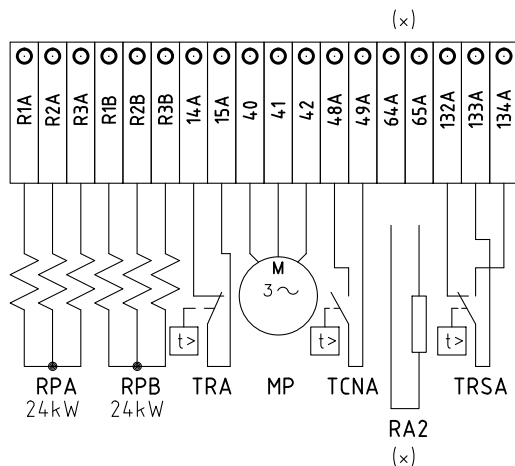 (x)
R1A R2A R3A R1B R2B R3B 14A 15A 40 41 42 48A 49A 64A 65A 132A 133A 134A
M
3~
t> t> t>
RPA RPB TRA MP TCNA TRSA
24kW 24kW
RA2
(x)